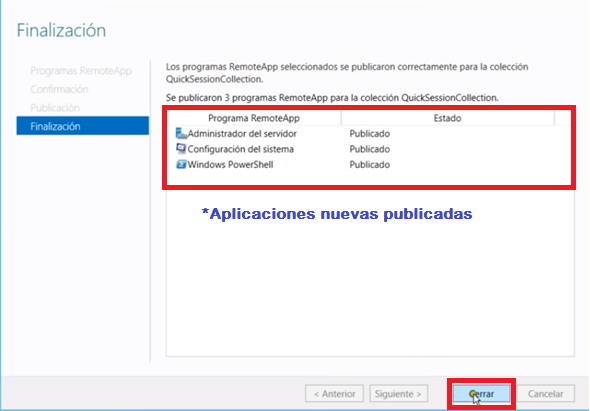 Finalización
Programas RemoteApp
Confirmación
Publicación
Finalización
Los programas RemoteApp seleccionados se publicaron correctamente para la colección
QuickSessionCollection.
Se publicaron 3 programas RemoteApp para la colección QuickSessionCollection.
Programa RemoteApp Estado
Administrador del servidor Publicado
Configuración del sistema Publicado
Windows PowerShell Publicado
*Aplicaciones nuevas publicadas
< Anterior Siguiente > Cerrar Cancelar